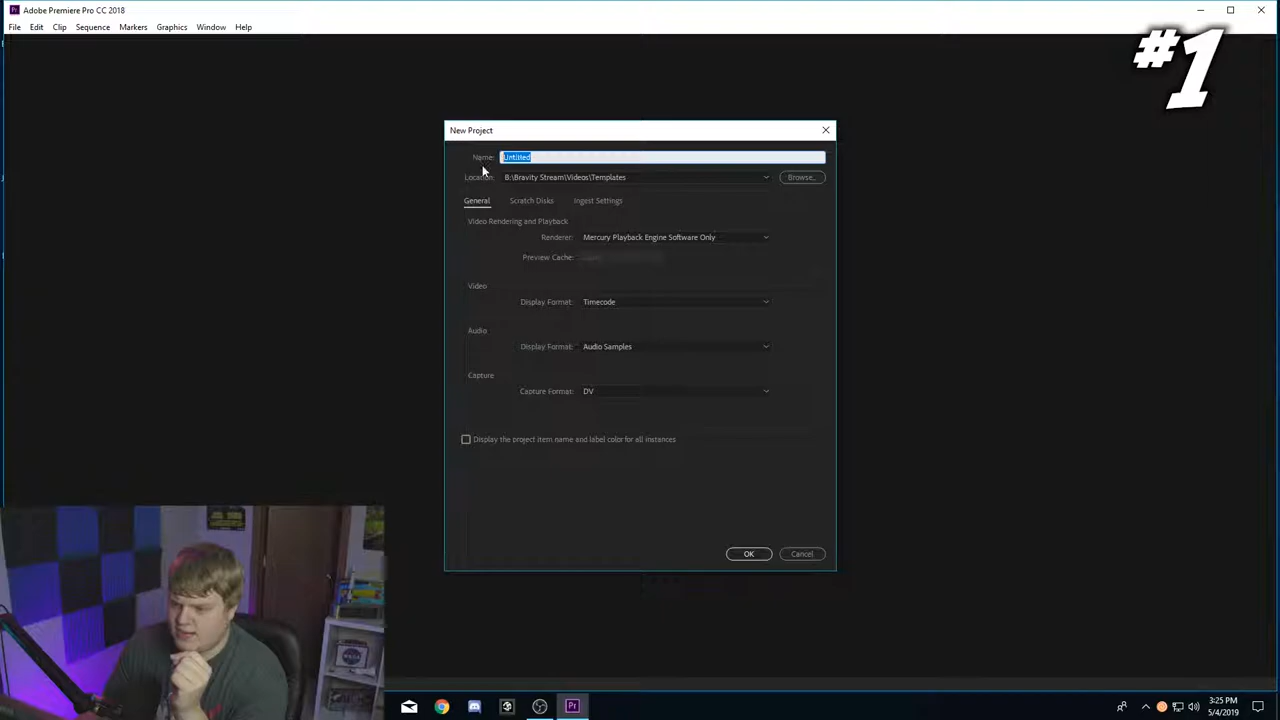 Adobe Premiere Pro CC 2018
File Edit Clip Sequence Markers Graphics Window Help
#1
New Project
Name: Untitled
Location: B:\Bravity Stream\Videos\Templates Browse...
General Scratch Disks Ingest Settings
Video Rendering and Playback
Renderer: Mercury Playback Engine Software Only
Preview Cache:
Video
Display Format: Timecode
Audio
Display Format: Audio Samples
Capture
Capture Format: DV
Display the project item name and label color for all instances
OK Cancel
NASA
Pr
3:25 PM
5/4/2019